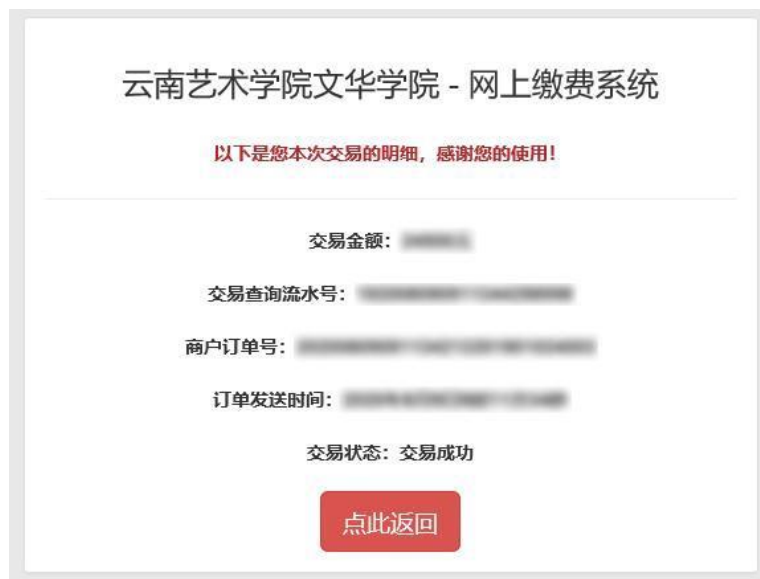 云南艺术学院文华学院 - 网上缴费系统
以下是您本次交易的明细，感谢您的使用！
交易金额：
交易查询流水号：
商户订单号：
订单发送时间：
交易状态：交易成功
点此返回